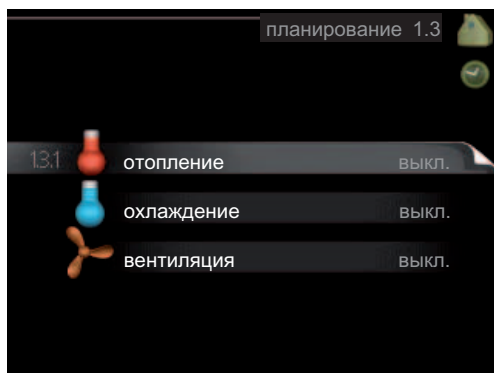 планирование 1.3
1.3.1 отопление выкл.
охлаждение выкл.
вентиляция выкл.